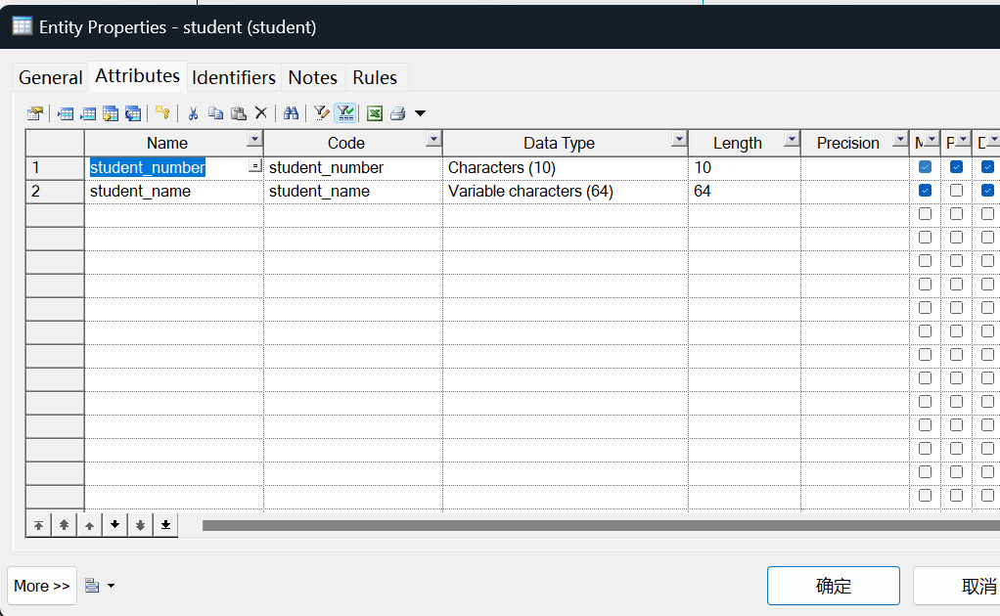 Entity Properties - student (student)
General Attributes Identifiers Notes Rules
Name Code Data Type Length Precision M P D
1 student_number = student_number Characters (10) 10
2 student_name student_name Variable characters (64) 64
More >> 确定 取消